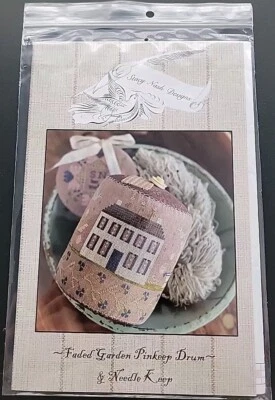 Stacy Nash Designs
~Faded Garden Pinkeep Drum~
& Needle Keep